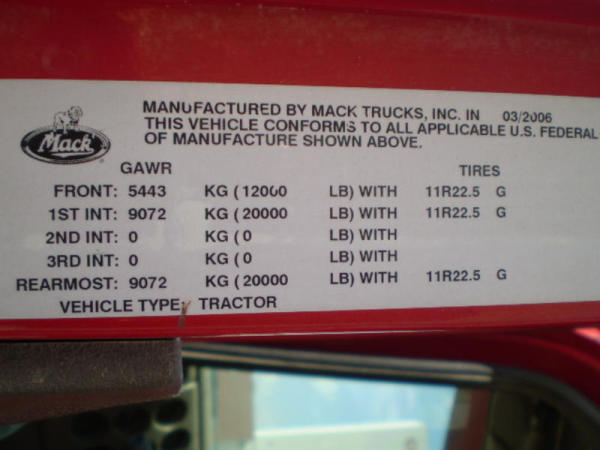 Mack
MANUFACTURED BY MACK TRUCKS, INC. IN 03/2006
THIS VEHICLE CONFORMS TO ALL APPLICABLE U.S. FEDERAL
OF MANUFACTURE SHOWN ABOVE.
GAWR TIRES
FRONT: 5443 KG ( 12000 LB) WITH 11R22.5 G
1ST INT: 9072 KG ( 20000 LB) WITH 11R22.5 G
2ND INT: 0 KG ( 0 LB) WITH
3RD INT: 0 KG ( 0 LB) WITH
REARMOST: 9072 KG ( 20000 LB) WITH 11R22.5 G
VEHICLE TYPE: TRACTOR